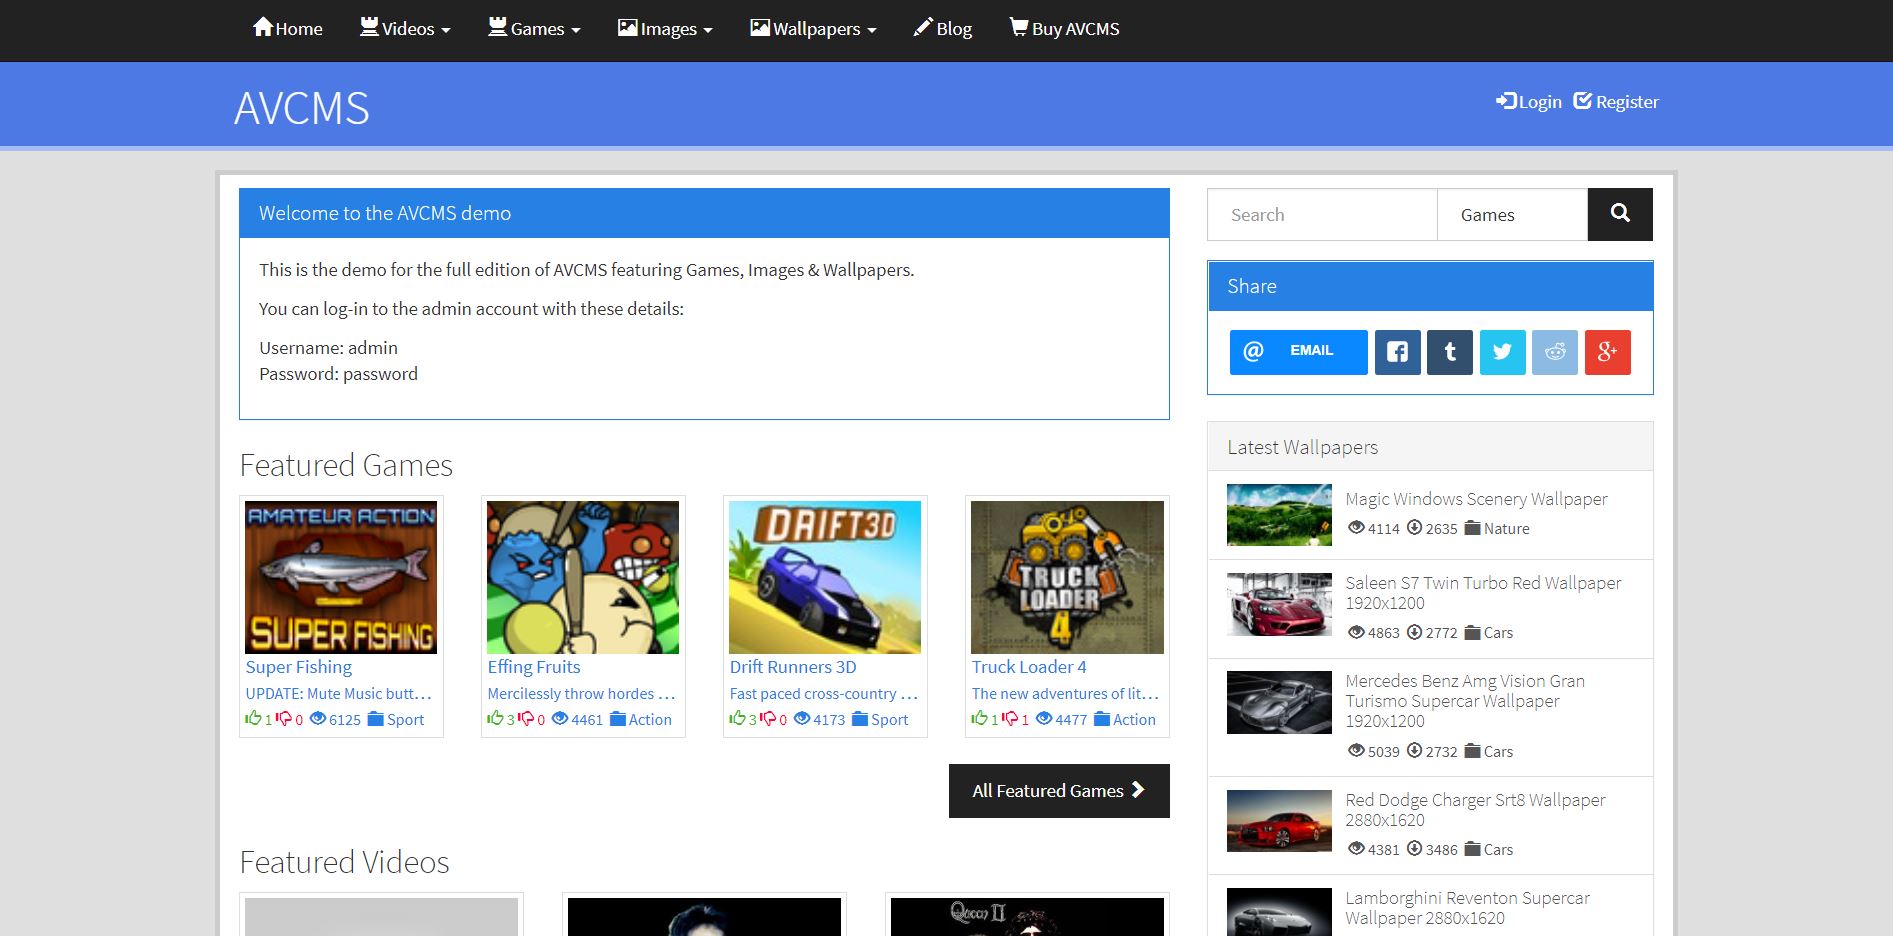 Home
Videos
Games
Images
Wallpapers
Blog
Buy AVCMS
AVCMS
Login
Register
Welcome to the AVCMS demo
This is the demo for the full edition of AVCMS featuring Games, Images & Wallpapers.
You can log-in to the admin account with these details:
Username: admin
Password: password
Featured Games
AMATEUR ACTION
SUPER FISHING
Super Fishing
UPDATE: Mute Music butt...
1 0 6125 Sport
Effing Fruits
Mercilessly throw hordes ...
3 0 4461 Action
DRIFT3D
Drift Runners 3D
Fast paced cross-country ...
3 0 4173 Sport
TRUCK
LOADER
4
Truck Loader 4
The new adventures of lit...
1 1 4477 Action
All Featured Games
Featured Videos
Queen II
Search
Games
Share
@ EMAIL
f
t
g+
Latest Wallpapers
Magic Windows Scenery Wallpaper
4114 2635 Nature
Saleen S7 Twin Turbo Red Wallpaper
1920x1200
4863 2772 Cars
Mercedes Benz Amg Vision Gran
Turismo Supercar Wallpaper
1920x1200
5039 2732 Cars
Red Dodge Charger Srt8 Wallpaper
2880x1620
4381 3486 Cars
Lamborghini Reventon Supercar
Wallpaper 2880x1620